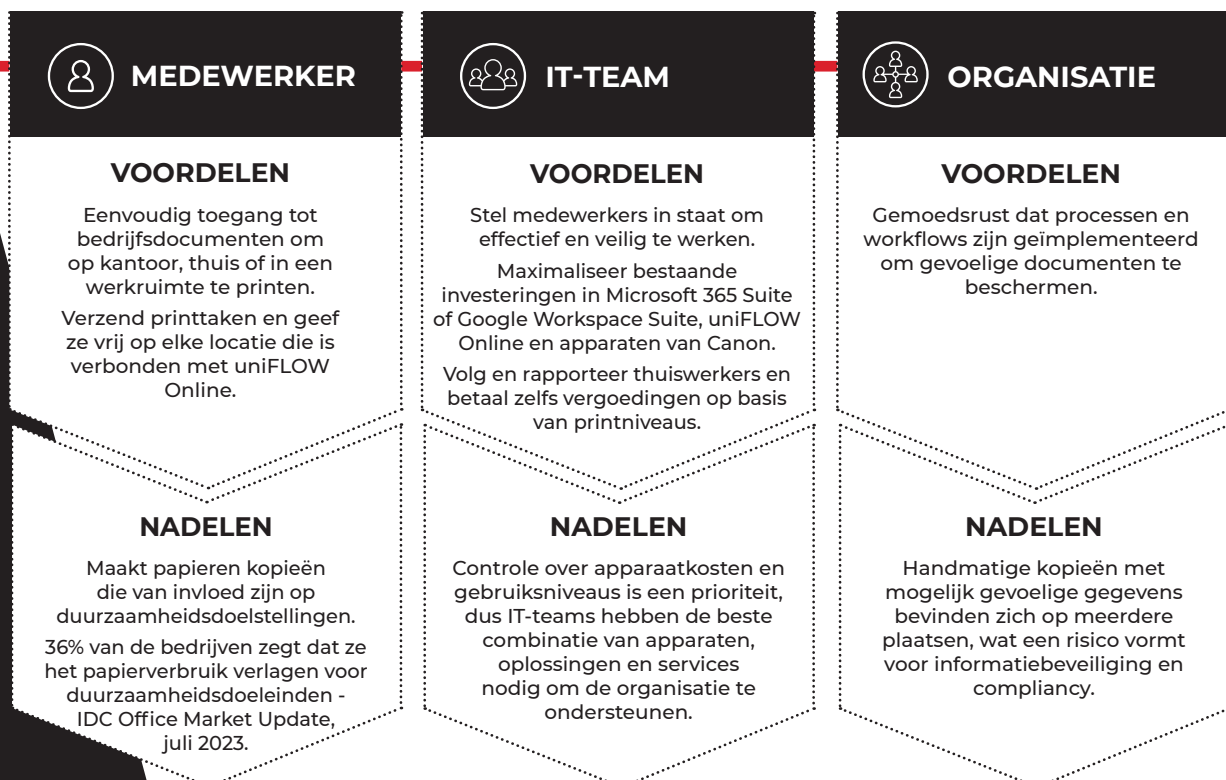 MEDEWERKER
VOORDELEN
Eenvoudig toegang tot
bedrijfsdocumenten om
op kantoor, thuis of in een
werkruimte te printen.
Verzend printtaken en geef
ze vrij op elke locatie die is
verbonden met uniFLOW
Online.
NADELEN
Maakt papieren kopieën
die van invloed zijn op
duurzaamheidsdoelstellingen.
36% van de bedrijven zegt dat ze
het papierverbruik verlagen voor
duurzaamheidsdoeleinden -
IDC Office Market Update,
juli 2023.
IT-TEAM
VOORDELEN
Stel medewerkers in staat om
effectief en veilig te werken.
Maximaliseer bestaande
investeringen in Microsoft 365 Suite
of Google Workspace Suite, uniFLOW
Online en apparaten van Canon.
Volg en rapporteer thuiswerkers en
betaal zelfs vergoedingen op basis
van printniveaus.
NADELEN
Controle over apparaatkosten en
gebruiksniveaus is een prioriteit,
dus IT-teams hebben de beste
combinatie van apparaten,
oplossingen en services
nodig om de organisatie te
ondersteunen.
ORGANISATIE
VOORDELEN
Gemoedsrust dat processen en
workflows zijn geïmplementeerd
om gevoelige documenten te
beschermen.
NADELEN
Handmatige kopieën met
mogelijk gevoelige gegevens
bevinden zich op meerdere
plaatsen, wat een risico vormt
voor informatiebeveiliging en
compliancy.